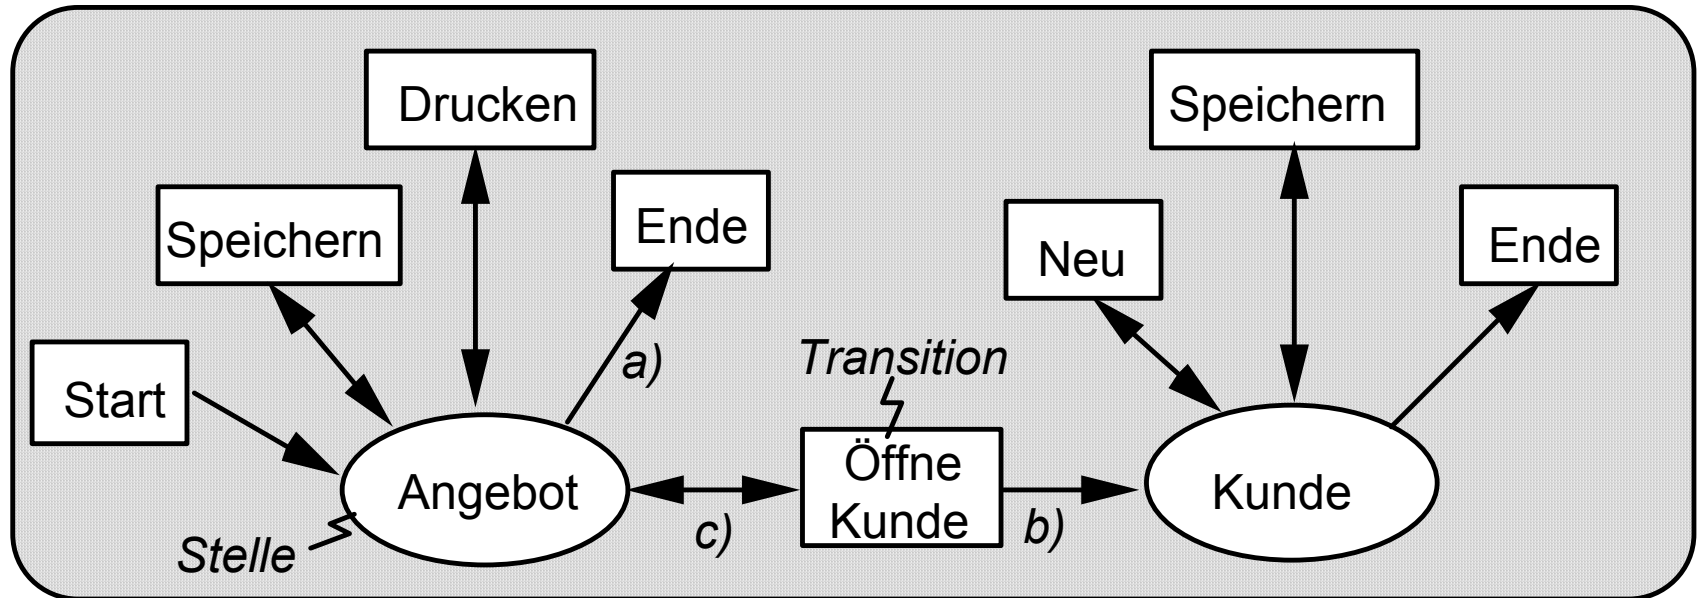 Drucken
Speichern
Speichern
Ende
Neu
Ende
Start
a)
Transition
Angebot
Öffne
Kunde
Kunde
c)
b)
Stelle